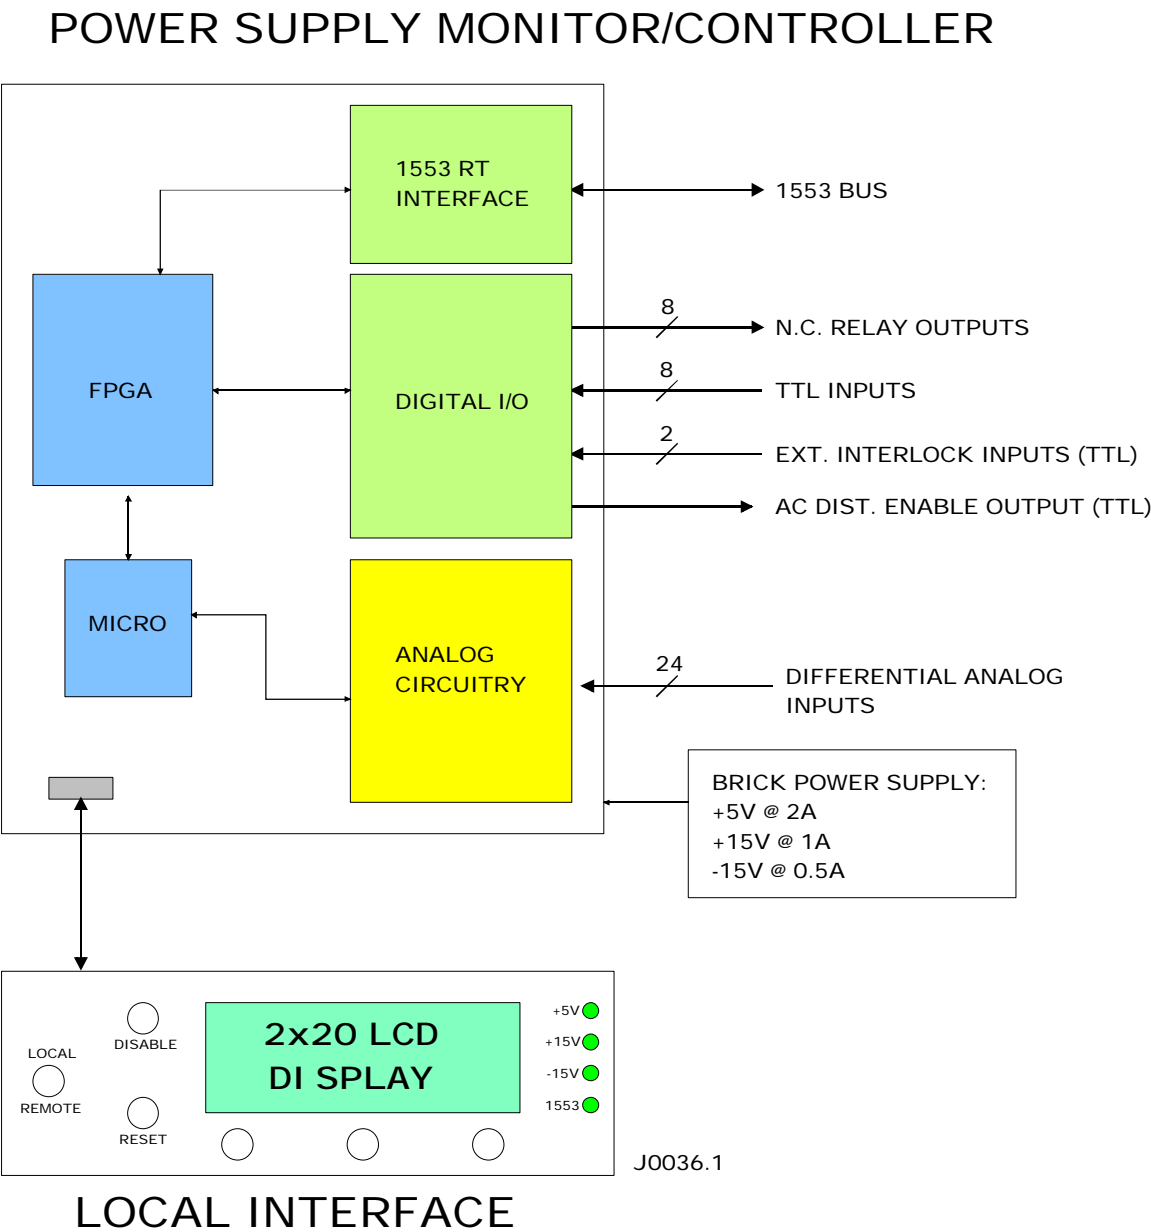 POWER SUPPLY MONITOR/CONTROLLER
1553 RT
INTERFACE
1553 BUS
8
N.C. RELAY OUTPUTS
FPGA
8
TTL INPUTS
DIGITAL I/O
2
EXT. INTERLOCK INPUTS (TTL)
AC DIST. ENABLE OUTPUT (TTL)
MICRO
ANALOG
CIRCUITRY
24
DIFFERENTIAL ANALOG
INPUTS
BRICK POWER SUPPLY:
+5V @ 2A
+15V @ 1A
-15V @ 0.5A
LOCAL
REMOTE
DISABLE
RESET
2x20 LCD
DI SPLAY
+5V
+15V
-15V
1553
J0036.1
LOCAL INTERFACE